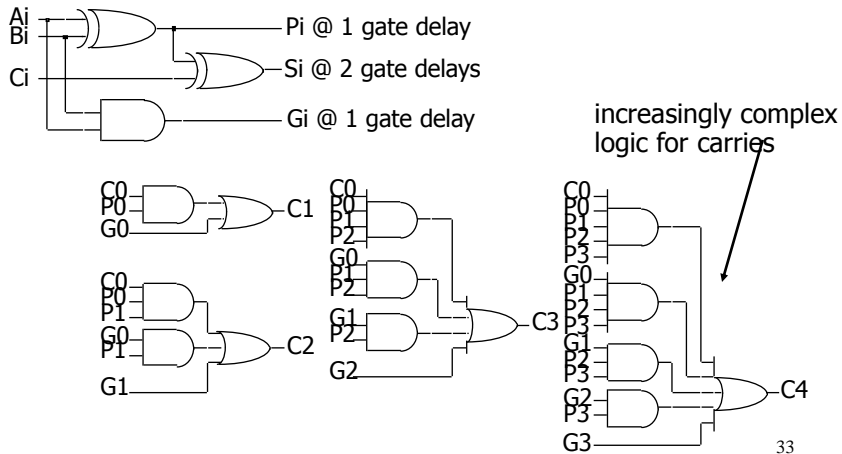 Ai
Bi
Ci
Pi @ 1 gate delay
Si @ 2 gate delays
Gi @ 1 gate delay
increasingly complex
logic for carries
C0
P0
G0
C1
C0
P0
P1
G0
P1
G1
C2
C0
P0
P1
P2
G0
P1
P2
G1
P2
G2
C3
C0
P0
P1
P2
P3
G0
P1
P2
P3
G1
P2
P3
G2
P3
G3
C4
33